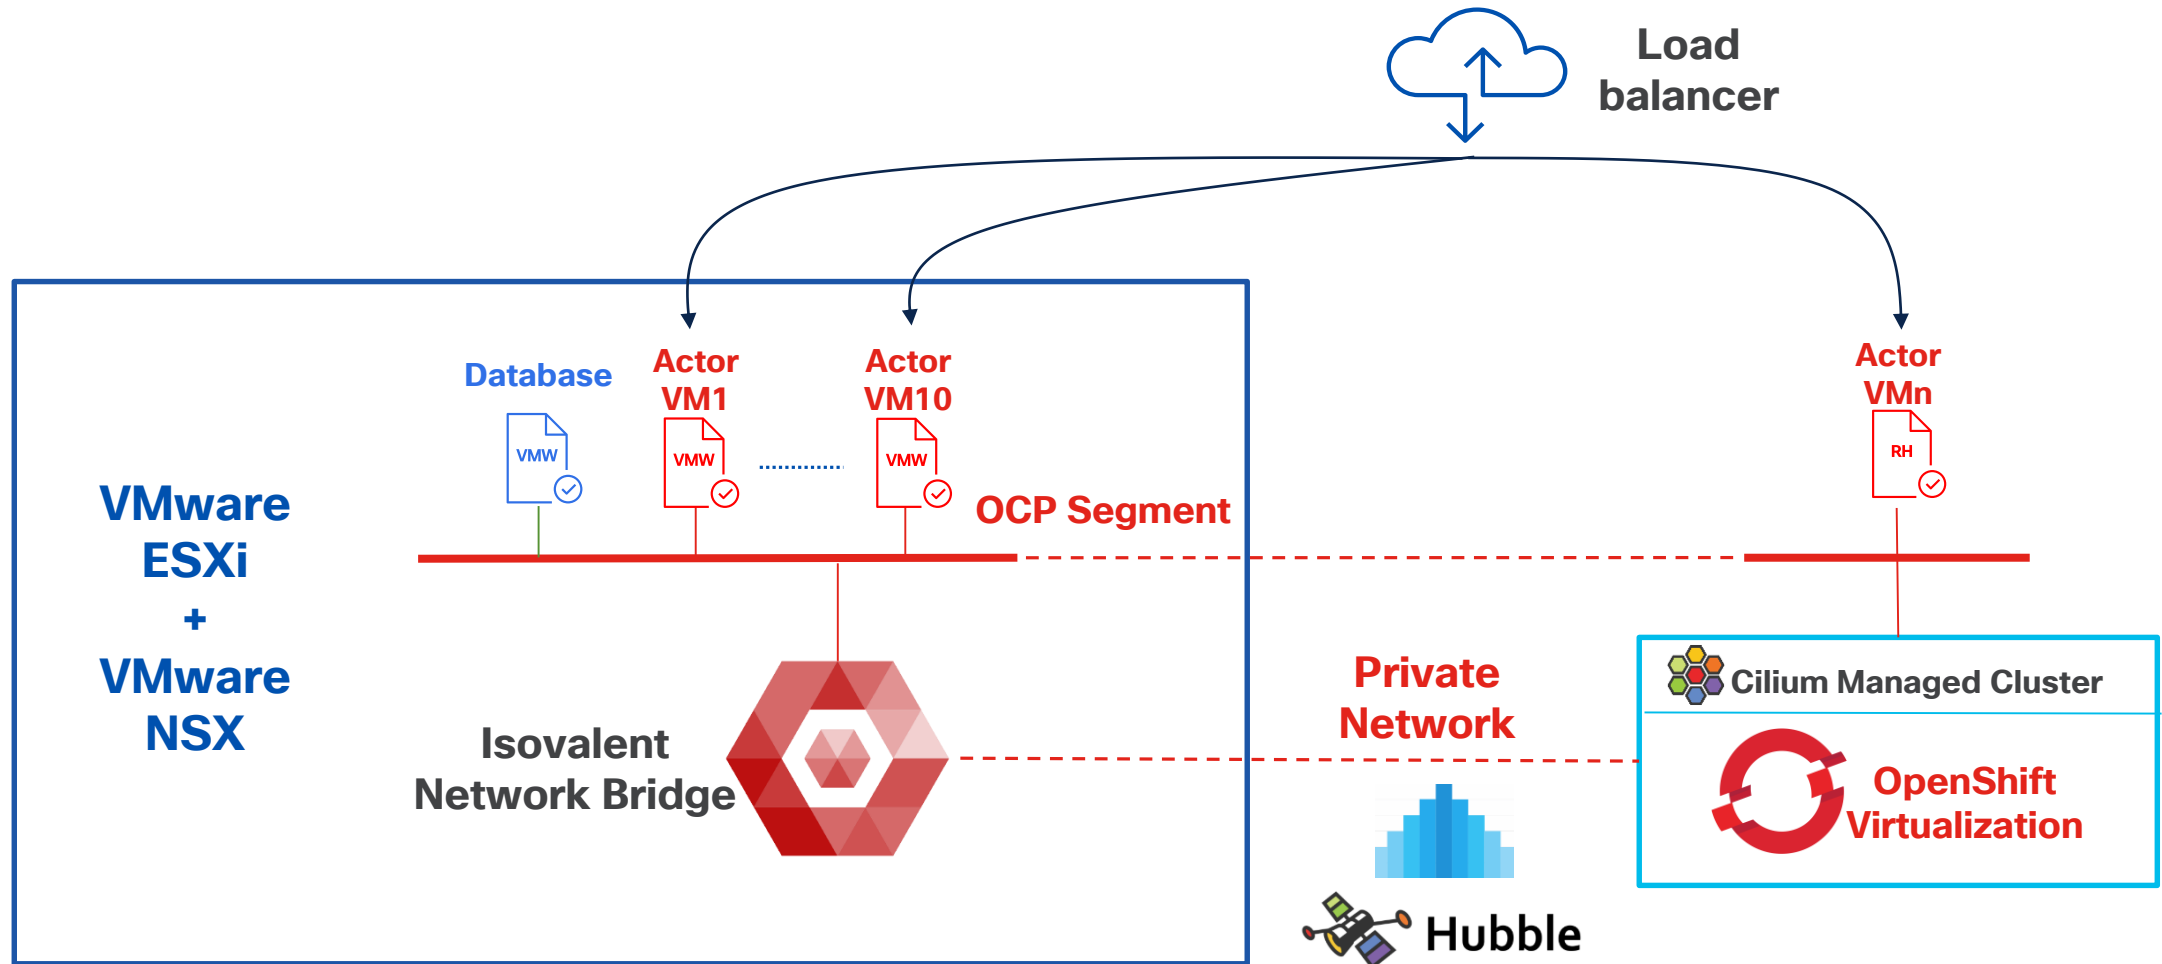 Load
balancer
Database
Actor
VM1
Actor
VM10
Actor
VMn
VMW
VMW
VMW
RH
OCP Segment
VMware
ESXi
+
VMware
NSX
Isovalent
Network Bridge
Private
Network
Cilium Managed Cluster
OpenShift
Virtualization
Hubble